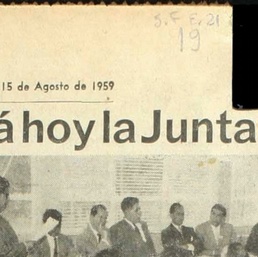 S. F. E. 21
19
15 de Agosto de 1959
á hoy la Junta